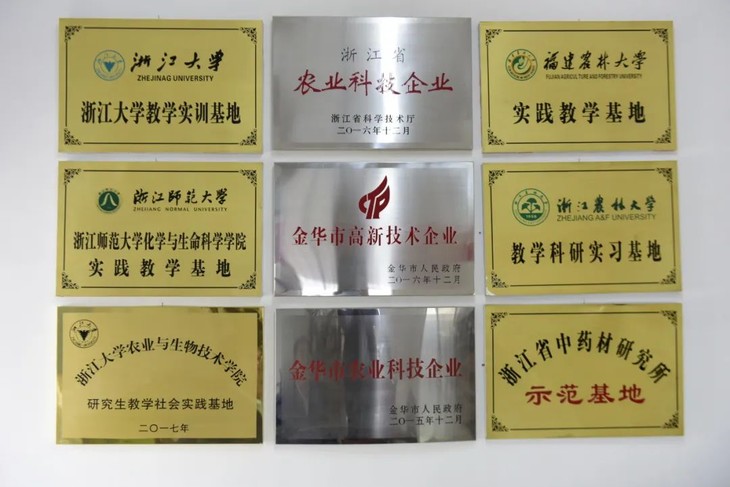 浙江大学
ZHEJINAG UNIVERSITY
浙江大学教学实训基地
浙江省
农业科技企业
浙江省科学技术厅
二〇一六年十二月
福建农林大学
FUJIAN AGRICULTURE AND FORESTRY UNIVERSITY
实践教学基地
浙江师范大学
ZHEJIANG NORMAL UNIVERSITY
浙江师范大学化学与生命科学学院
实践教学基地
金华市高新技术企业
金华市人民政府
二〇一六年十二月
浙江农林大学
ZHEJIANG A&F UNIVERSITY
教学科研实习基地
浙江大学农业与生物技术学院
研究生教学社会实践基地
二〇一七年
金华市农业科技企业
金华市人民政府
二〇一五年十二月
浙江省中药材研究所
示范基地